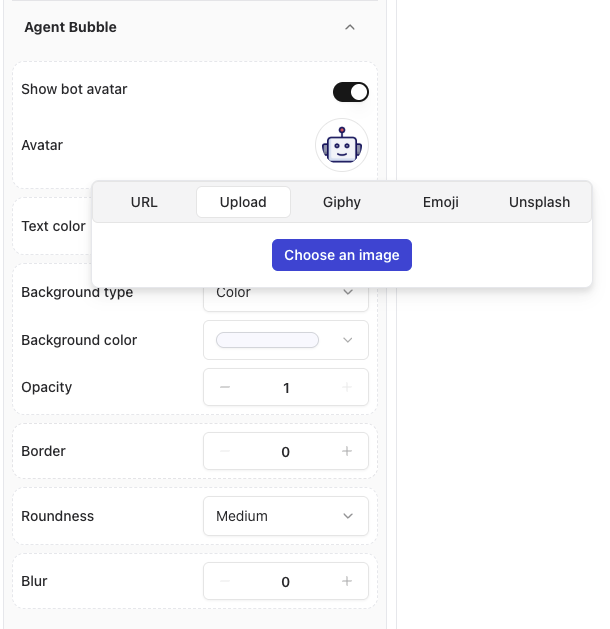 Agent Bubble
Show bot avatar
Avatar
URL Upload Giphy Emoji Unsplash
Text color
Choose an image
Background type Color
Background color
Opacity 1
Border 0
Roundness Medium
Blur 0